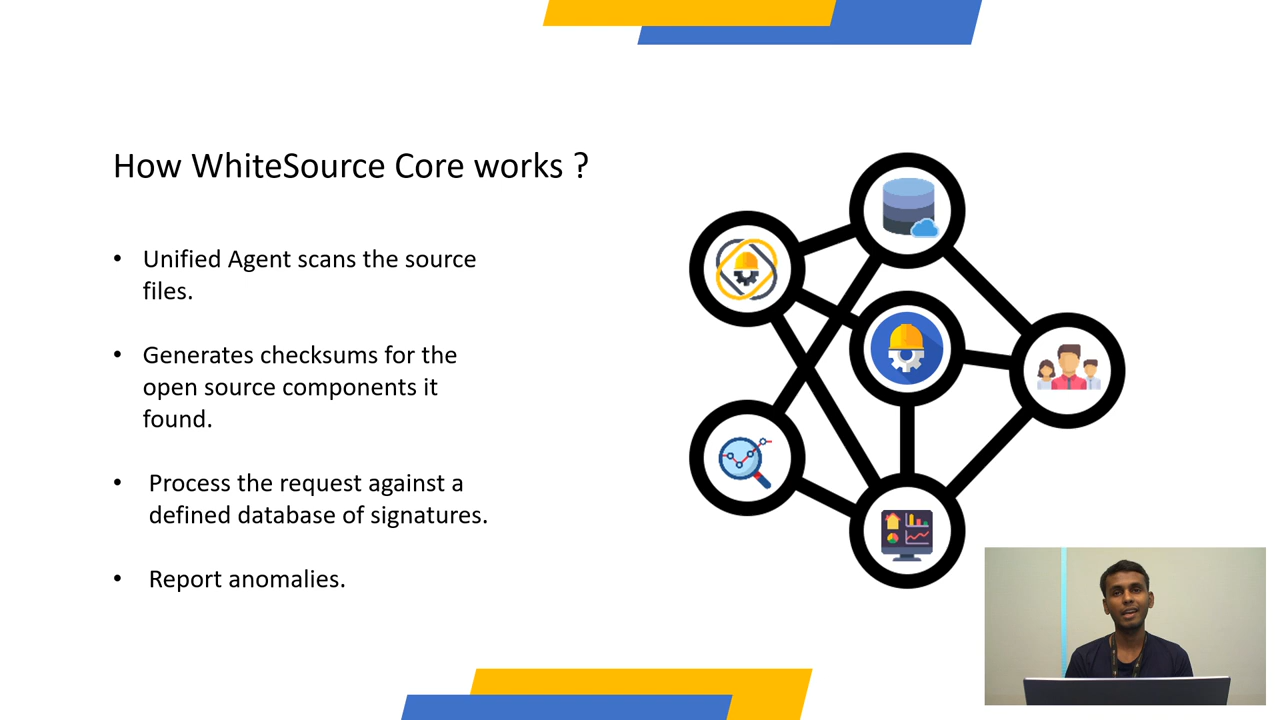 How WhiteSource Core works ?
• Unified Agent scans the source
files.
• Generates checksums for the
open source components it
found.
• Process the request against a
defined database of signatures.
• Report anomalies.